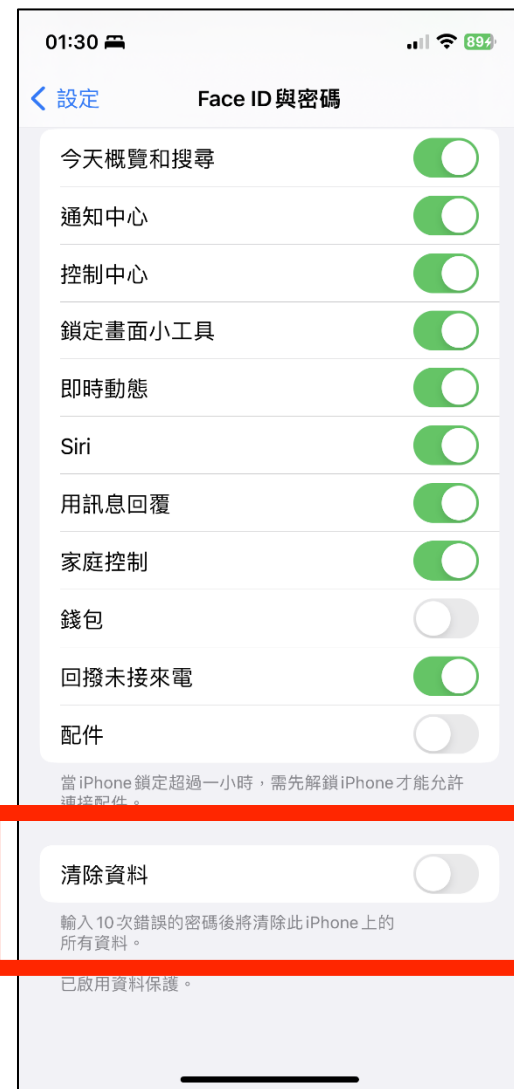 01:30
89
設定
Face ID與密碼
今天概覽和搜尋
通知中心
控制中心
鎖定畫面小工具
即時動態
Siri
用訊息回覆
家庭控制
錢包
回撥未接來電
配件
當iPhone鎖定超過一小時，需先解鎖iPhone才能允許
連接配件。
清除資料
輸入10次錯誤的密碼後將清除此iPhone上的
所有資料。
已啟用資料保護。